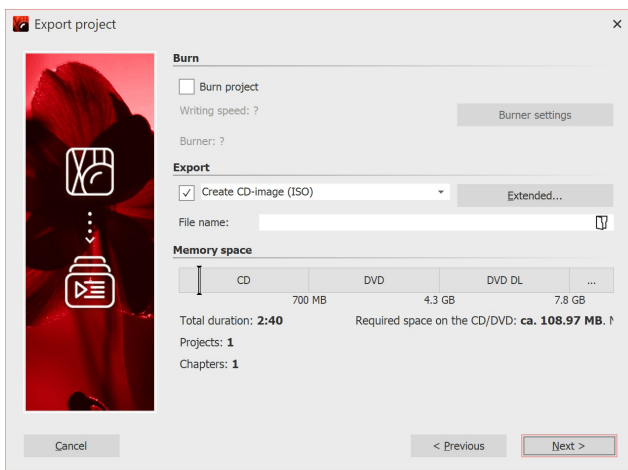 Export project
Burn
Burn project
Writing speed: ?
Burner settings
Burner: ?
Export
Create CD-image (ISO)
Extended...
File name:
Memory space
CD DVD DVD DL ...
700 MB 4.3 GB 7.8 GB
Total duration: 2:40 Required space on the CD/DVD: ca. 108.97 MB.
Projects: 1
Chapters: 1
Cancel < Previous Next >